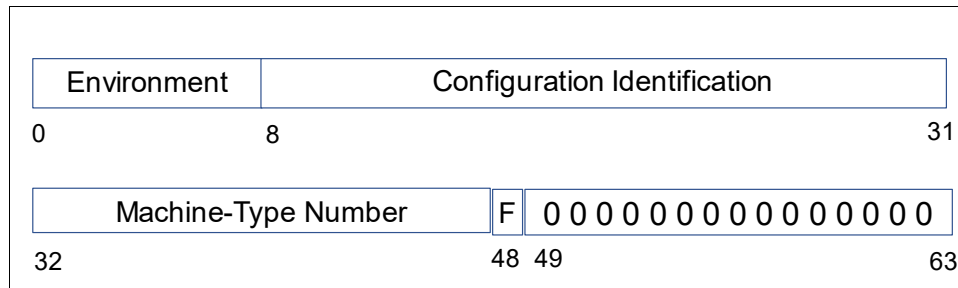 Environment Configuration Identification
0 8 31
Machine-Type Number F 0 0 0 0 0 0 0 0 0 0 0 0 0 0 0 0
32 48 49 63